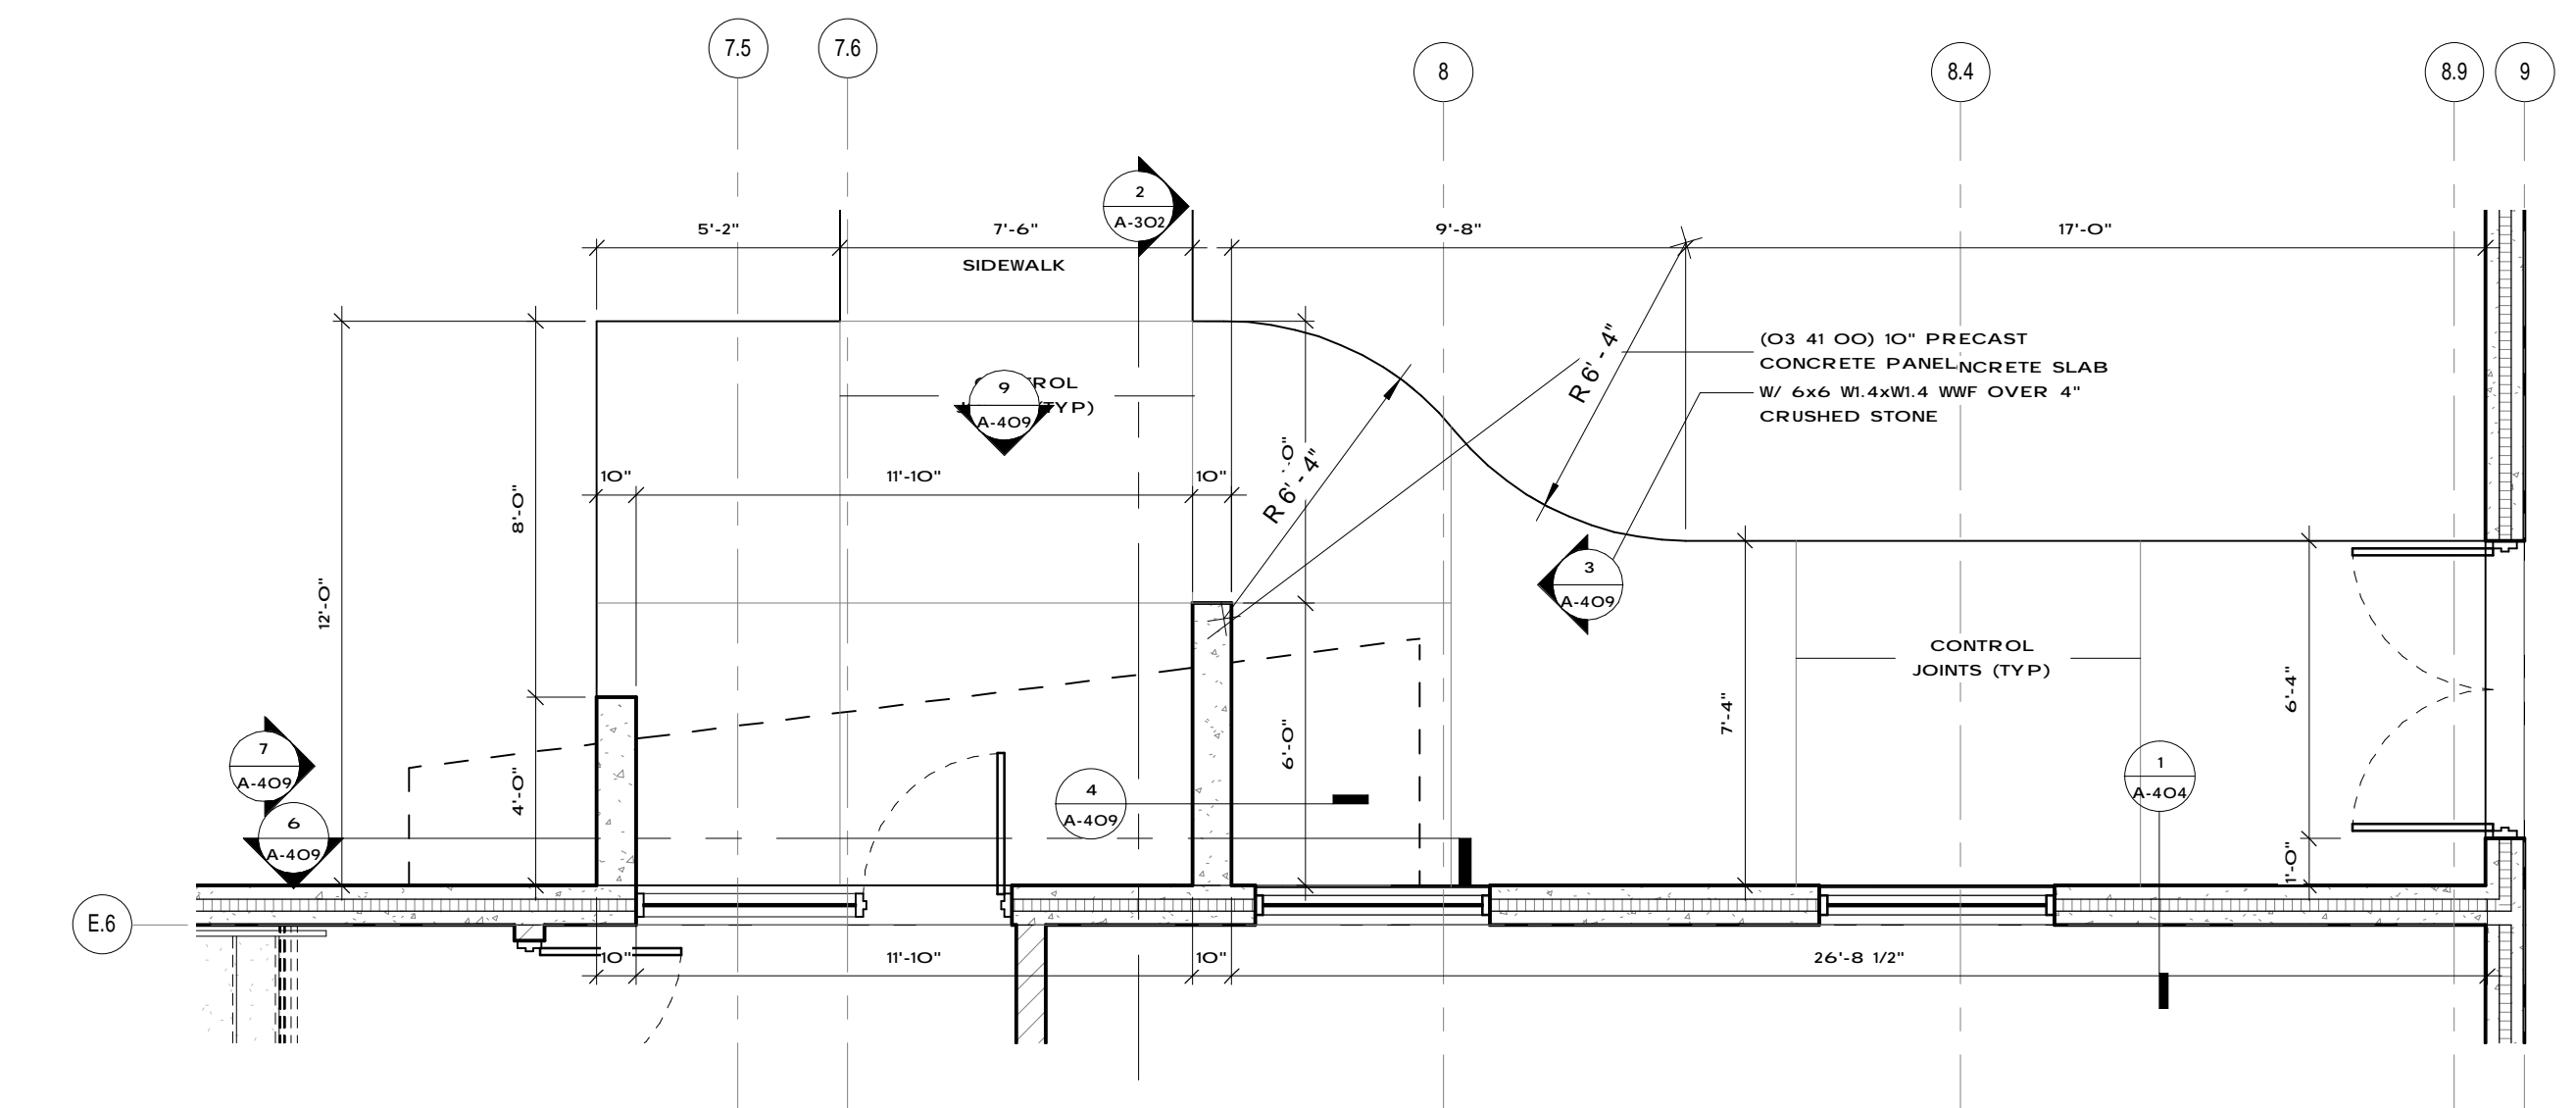 7.5
7.6
8
8.4
8.9
9
2
A-302
5'-2"
7'-6"
9'-8"
17'-0"
SIDEWALK
R 6' - 4"
(03 41 00) 10" PRECAST
CONCRETE PANEL
NCRETE SLAB
W/ 6x6 W1.4xW1.4 WWF OVER 4"
CRUSHED STONE
9
A-409
(TYP)
10"
11'-10"
10"
R 6' - 4"
8'-0"
12'-0"
3
A-409
CONTROL
JOINTS (TYP)
6'-4"
7'-4"
6'-0"
7
A-409
4'-0"
4
A-409
1
A-404
6
A-409
1'-0"
E.6
10"
11'-10"
10"
26'-8 1/2"